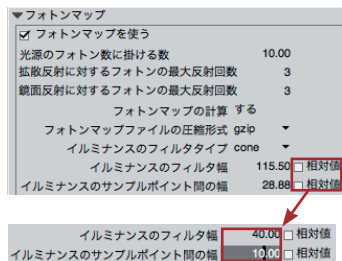 ▼フォトンマップ
フォトンマップを使う
光源のフォトン数に掛ける数 10.00
拡散反射に対するフォトンの最大反射回数 3
鏡面反射に対するフォトンの最大反射回数 3
フォトンマップの計算 する
フォトンマップファイルの圧縮形式 gzip
イルミナンスのフィルタタイプ cone
イルミナンスのフィルタ幅 115.50 相対値
イルミナンスのサンプルポイント間の幅 28.88 相対値
イルミナンスのフィルタ幅 40.00 相対値
イルミナンスのサンプルポイント間の幅 10.00 相対値